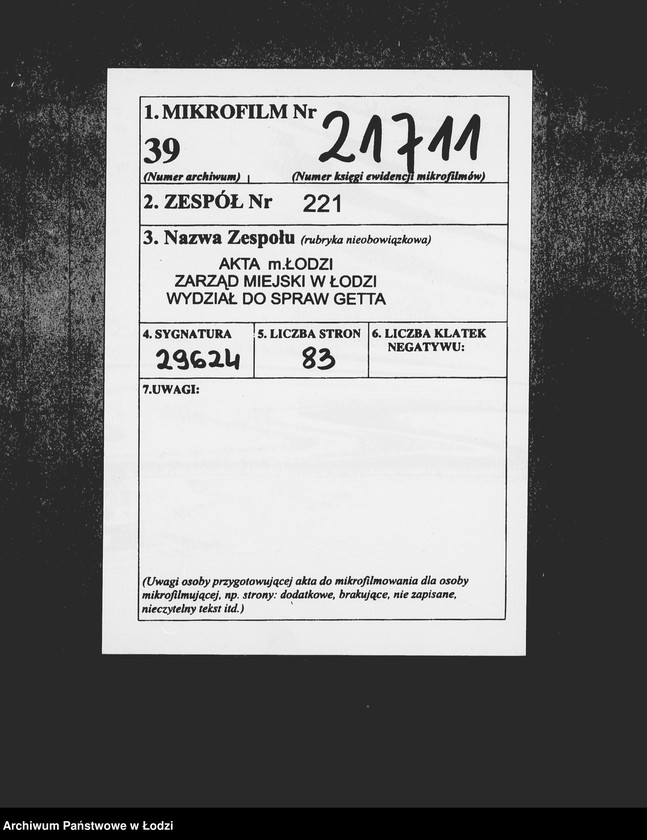 1. MIKROFILM Nr 21711
39
(Numer archiwum) (Numer księgi ewidencji mikrofilmów)
2. ZESPÓŁ Nr 221
3. Nazwa Zespołu (rubryka nieobowiązkowa)
AKTA m.ŁODZI
ZARZĄD MIEJSKI W ŁODZI
WYDZIAŁ DO SPRAW GETTA
4. SYGNATURA
29624
5. LICZBA STRON
83
6. LICZBA KLATEK
NEGATYWU:
7.UWAGI:
(Uwagi osoby przygotowującej akta do mikrofilmowania dla osoby
mikrofilmującej, np. strony: dodatkowe, brakujące, nie zapisane,
nieczytelny tekst itd.)
Archiwum Państwowe w Łodzi